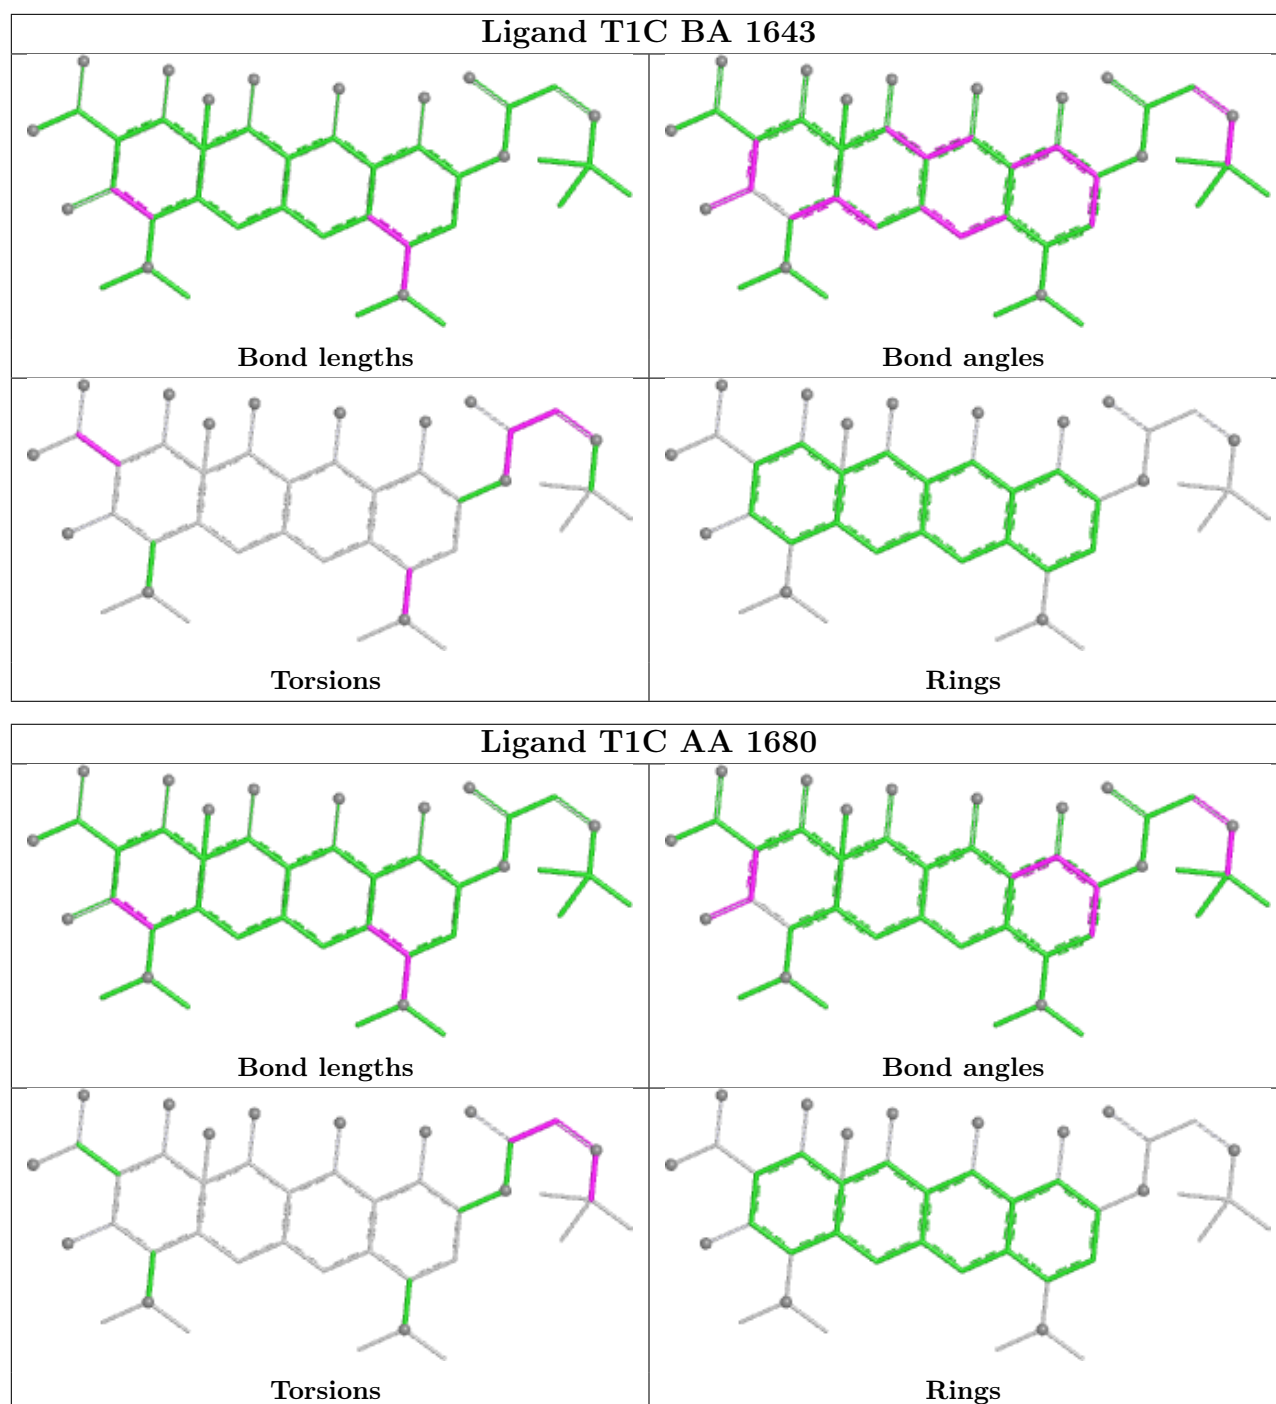 Ligand T1C BA 1643
Bond lengths
Bond angles
Torsions
Rings
Ligand T1C AA 1680
Bond lengths
Bond angles
Torsions
Rings